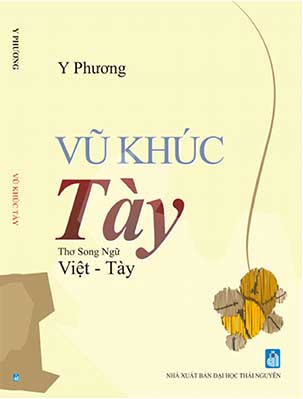 Y PHƯƠNG
VŨ KHÚC TÀY
Y Phương
VŨ KHÚC
Tày
Thơ Song Ngữ
Việt - Tày
NHÀ XUẤT BẢN ĐẠI HỌC THÁI NGUYÊN